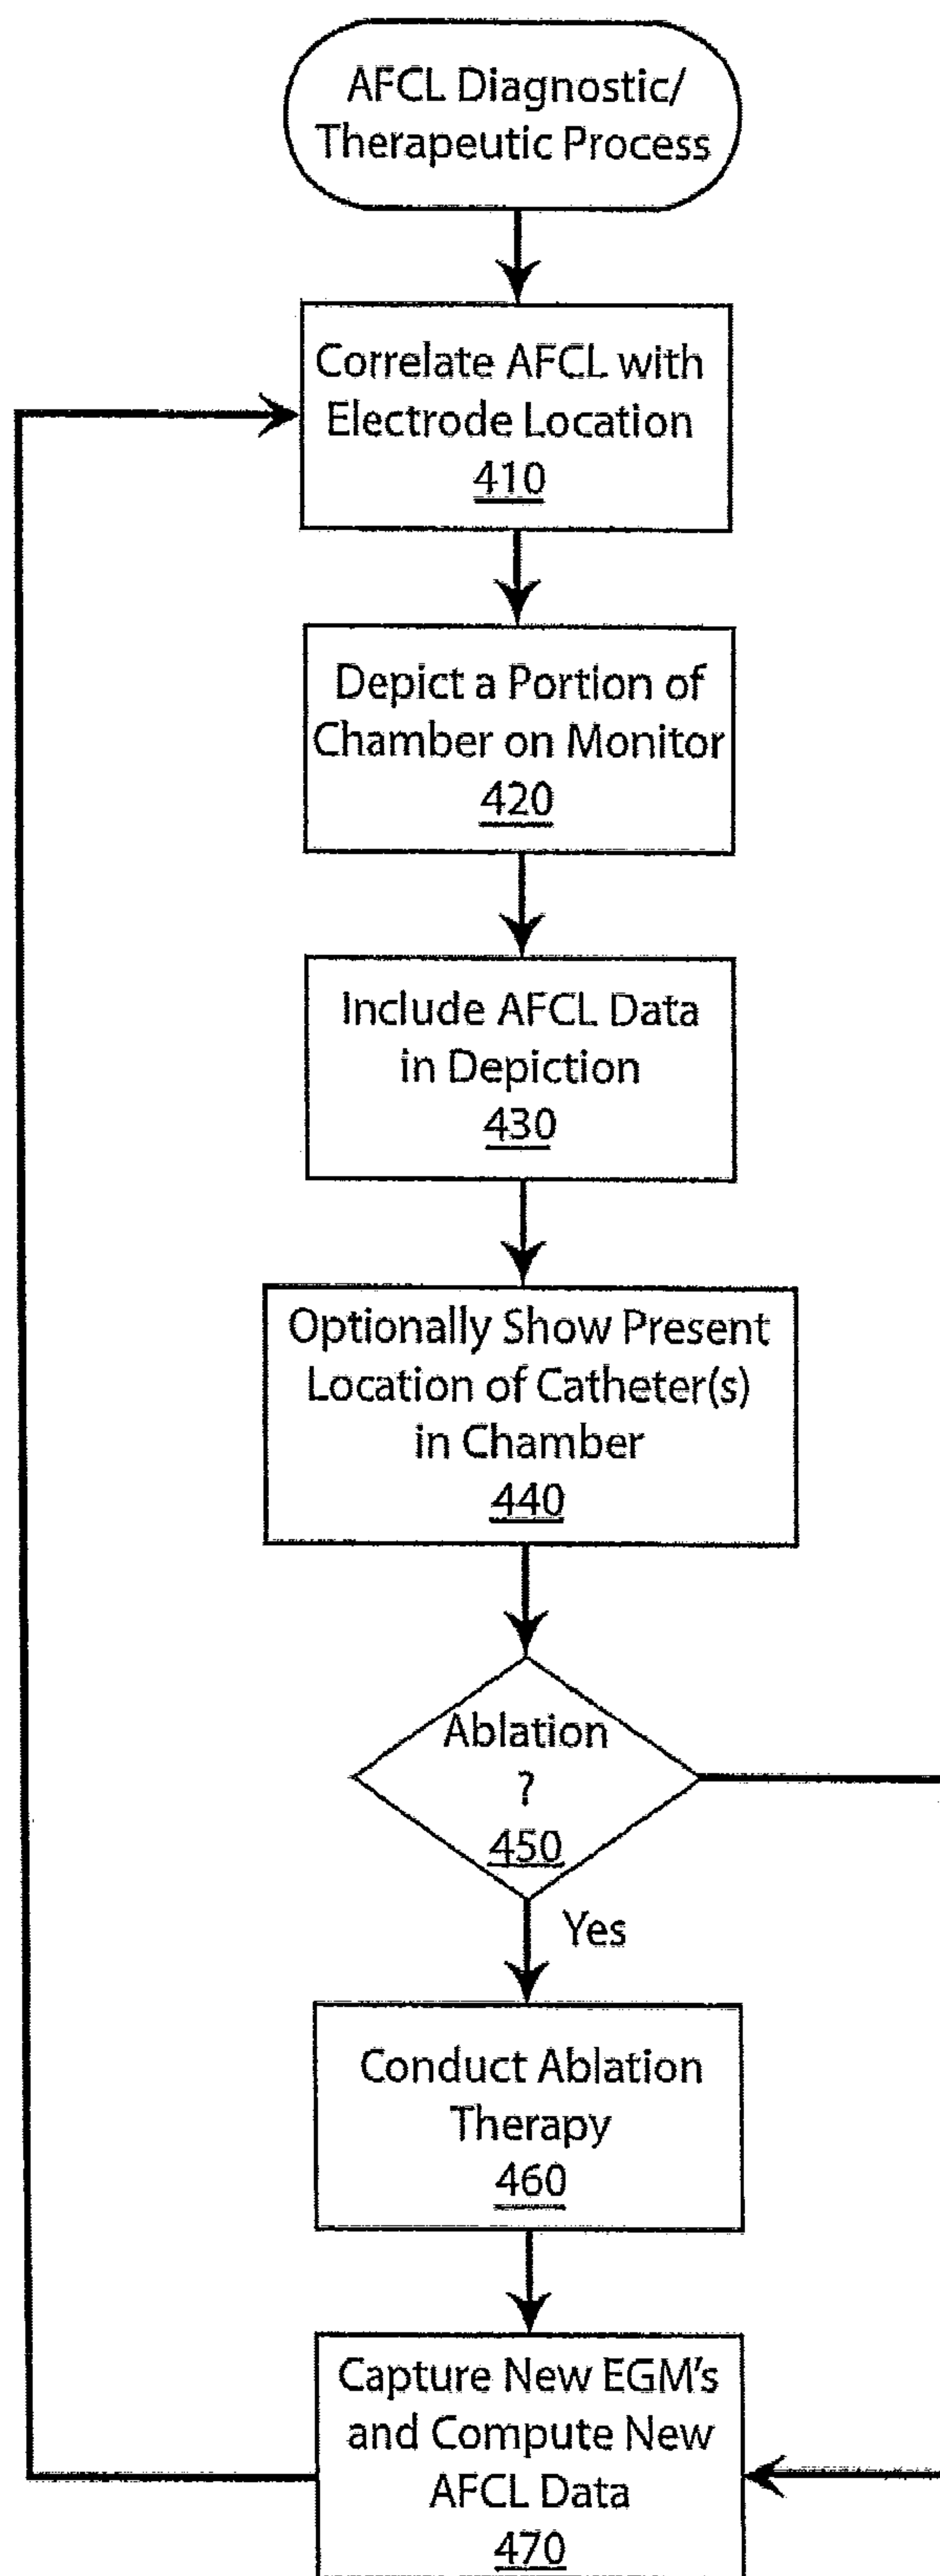 AFCL Diagnostic/
Therapeutic Process
Correlate AFCL with
Electrode Location
410
Depict a Portion of
Chamber on Monitor
420
Include AFCL Data
in Depiction
430
Optionally Show Present
Location of Catheter(s)
in Chamber
440
Ablation
?
450
Yes
Conduct Ablation
Therapy
460
Capture New EGM's
and Compute New
AFCL Data
470